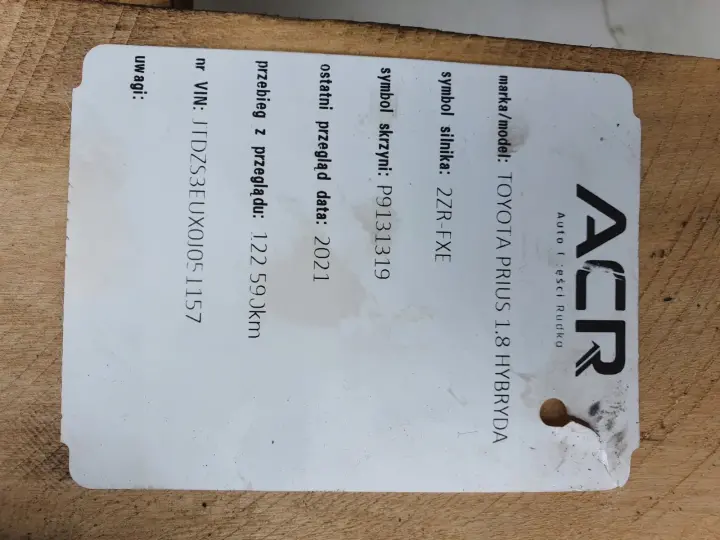 ACR
Auto Części Rudka
marka/model: TOYOTA PRIUS 1.8 HYBRYDA
symbol silnika: 2ZR-FXE
symbol skrzyni: P9131319
ostatni przegląd data: 2021
przebieg z przeglądu: 122 590km
nr VIN: JTDZS3EUX0J051157
uwagi: